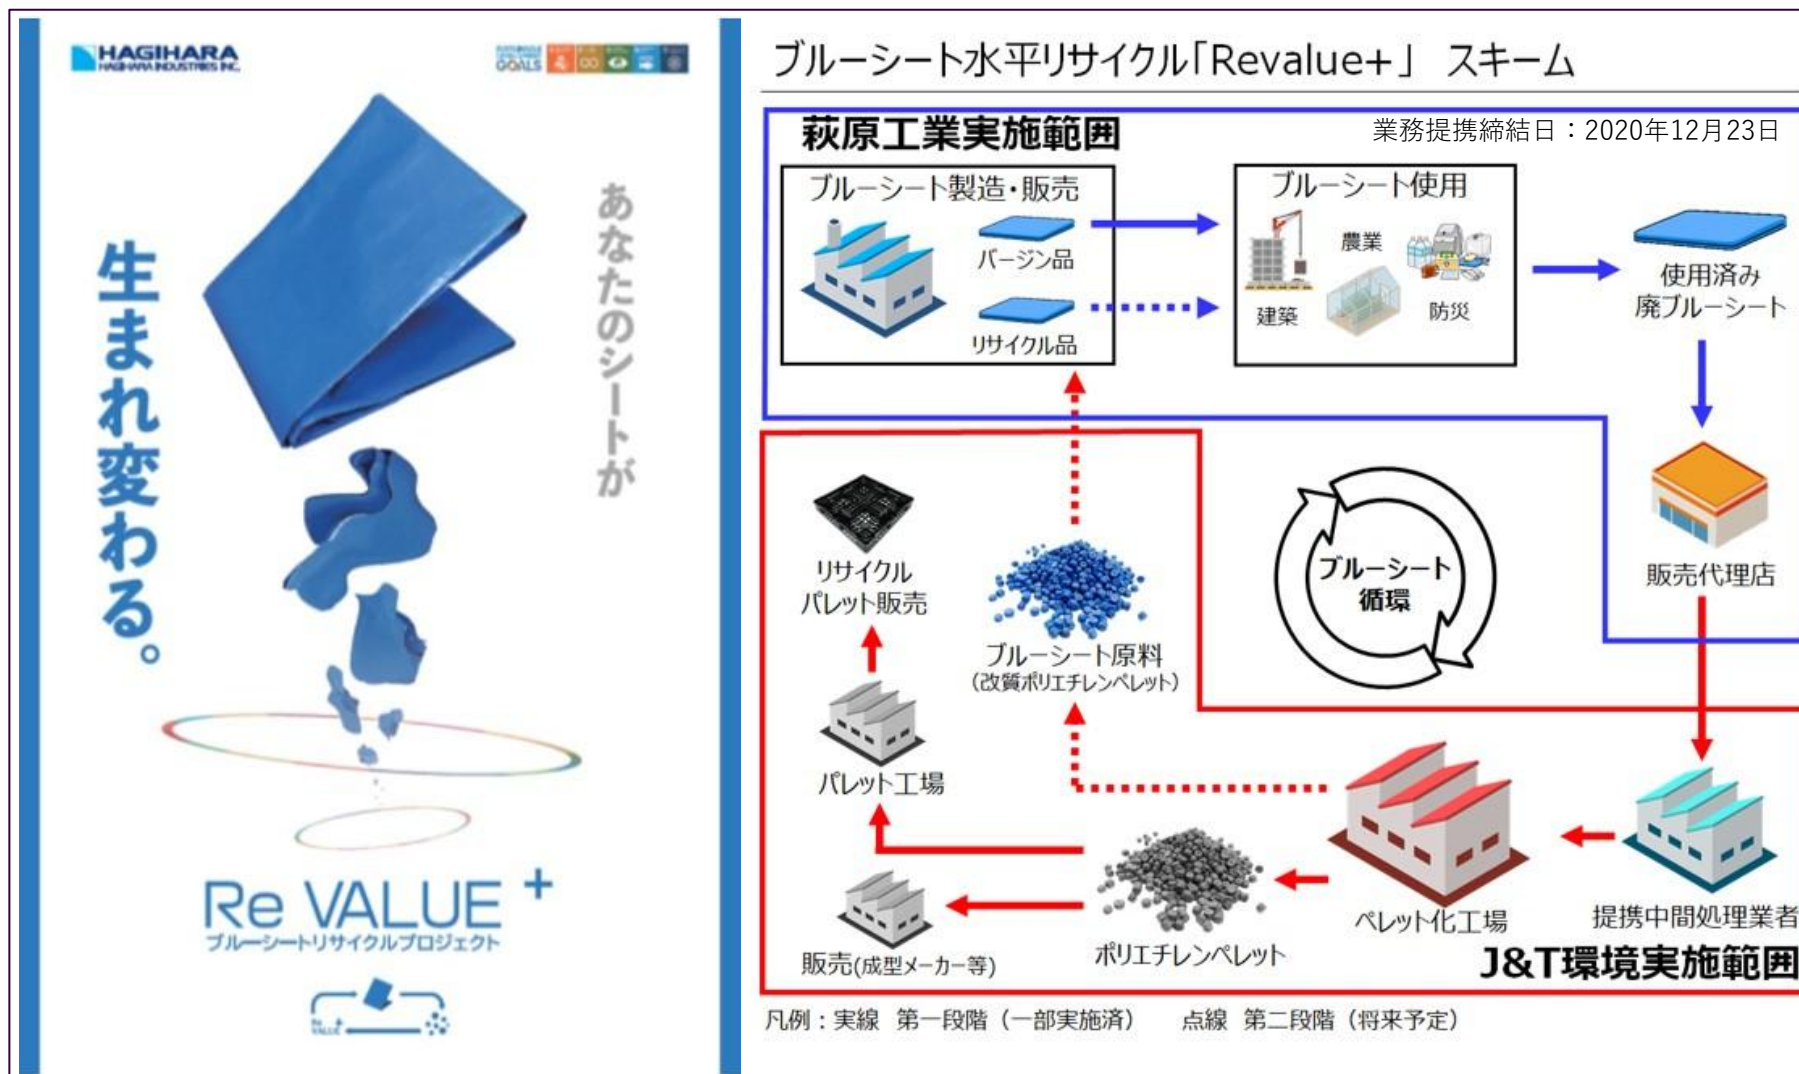 HAGIHARA
HAGIHARA INDUSTRIES INC.
GOALS
あなたのシートが
生まれ変わる。
Re VALUE +
ブルーシートリサイクルプロジェクト
ブルーシート水平リサイクル「Revalue+」 スキーム
萩原工業実施範囲
業務提携締結日：2020年12月23日
ブルーシート製造・販売
バージン品
リサイクル品
ブルーシート使用
農業
建築
防災
使用済み
廃ブルーシート
販売代理店
リサイクル
パレット販売
ブルーシート原料
（改質ポリエチレンペレット）
ブルーシート
循環
パレット工場
販売(成型メーカー等)
ポリエチレンペレット
ペレット化工場
提携中間処理業者
J&T環境実施範囲
凡例：実線 第一段階（一部実施済） 点線 第二段階（将来予定）